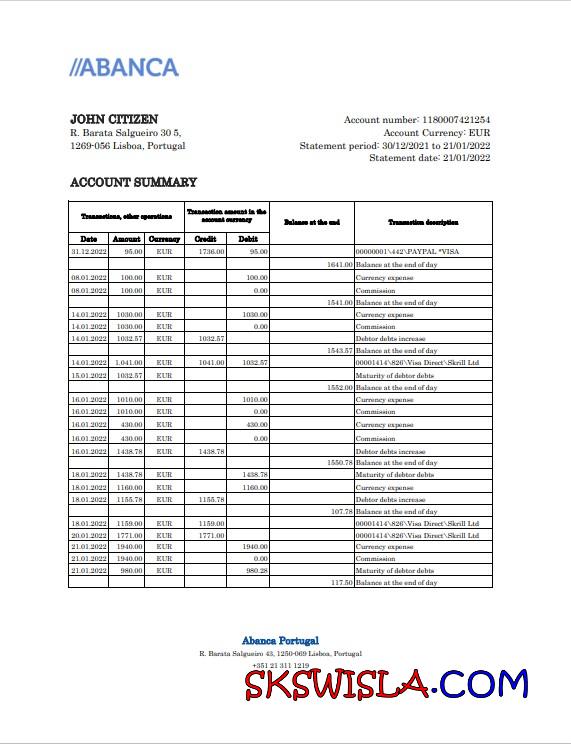 //ABANCA
JOHN CITIZEN
R. Barata Salgueiro 30 5,
1269-056 Lisboa, Portugal
Account number: 1180007421254
Account Currency: EUR
Statement period: 30/12/2021 to 21/01/2022
Statement date: 21/01/2022
ACCOUNT SUMMARY
Transactions, other operations | Transaction amount in the account currency | Balance at the end | Transaction description
Date | Amount | Currency | Credit | Debit
31.12.2022 | 95.00 | EUR | 1736.00 | 95.00 | | 00000001\442\PAYPAL *VISA
1641.00 | Balance at the end of day
08.01.2022 | 100.00 | EUR | | 100.00 | | Currency expense
08.01.2022 | 100.00 | EUR | | 0.00 | | Commission
1541.00 | Balance at the end of day
14.01.2022 | 1030.00 | EUR | | 1030.00 | | Currency expense
14.01.2022 | 1030.00 | EUR | | 0.00 | | Commission
14.01.2022 | 1032.57 | EUR | 1032.57 | | | Debtor debts increase
1543.57 | Balance at the end of day
14.01.2022 | 1,041.00 | EUR | 1041.00 | 1032.57 | | 00001414\826\Visa Direct\Skrill Ltd
15.01.2022 | 1032.57 | EUR | | | | Maturity of debtor debts
1552.00 | Balance at the end of day
16.01.2022 | 1010.00 | EUR | | 1010.00 | | Currency expense
16.01.2022 | 1010.00 | EUR | | 0.00 | | Commission
16.01.2022 | 430.00 | EUR | | 430.00 | | Currency expense
16.01.2022 | 430.00 | EUR | | 0.00 | | Commission
16.01.2022 | 1438.78 | EUR | 1438.78 | | | Debtor debts increase
1550.78 | Balance at the end of day
18.01.2022 | 1438.78 | EUR | | 1438.78 | | Maturity of debtor debts
18.01.2022 | 1160.00 | EUR | | 1160.00 | | Currency expense
18.01.2022 | 1155.78 | EUR | 1155.78 | | | Debtor debts increase
107.78 | Balance at the end of day
18.01.2022 | 1159.00 | EUR | 1159.00 | | | 00001414\826\Visa Direct\Skrill Ltd
20.01.2022 | 1771.00 | EUR | 1771.00 | | | 00001414\826\Visa Direct\Skrill Ltd
21.01.2022 | 1940.00 | EUR | | 1940.00 | | Currency expense
21.01.2022 | 1940.00 | EUR | | 0.00 | | Commission
21.01.2022 | 980.00 | EUR | | 980.28 | | Maturity of debtor debts
117.50 | Balance at the end of day
Abanca Portugal
R. Barata Salgueiro 43, 1250-069 Lisboa, Portugal
+351 21 311 1219
SKSWISLA.COM